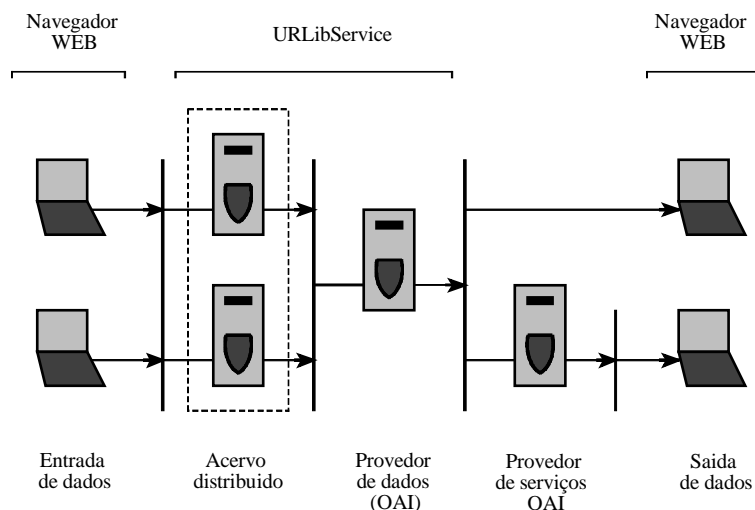 Navegador
WEB
URLibService
Navegador
WEB
Entrada
de dados
Acervo
distribuido
Provedor
de dados
(OAI)
Provedor
de serviços
OAI
Saida
de dados